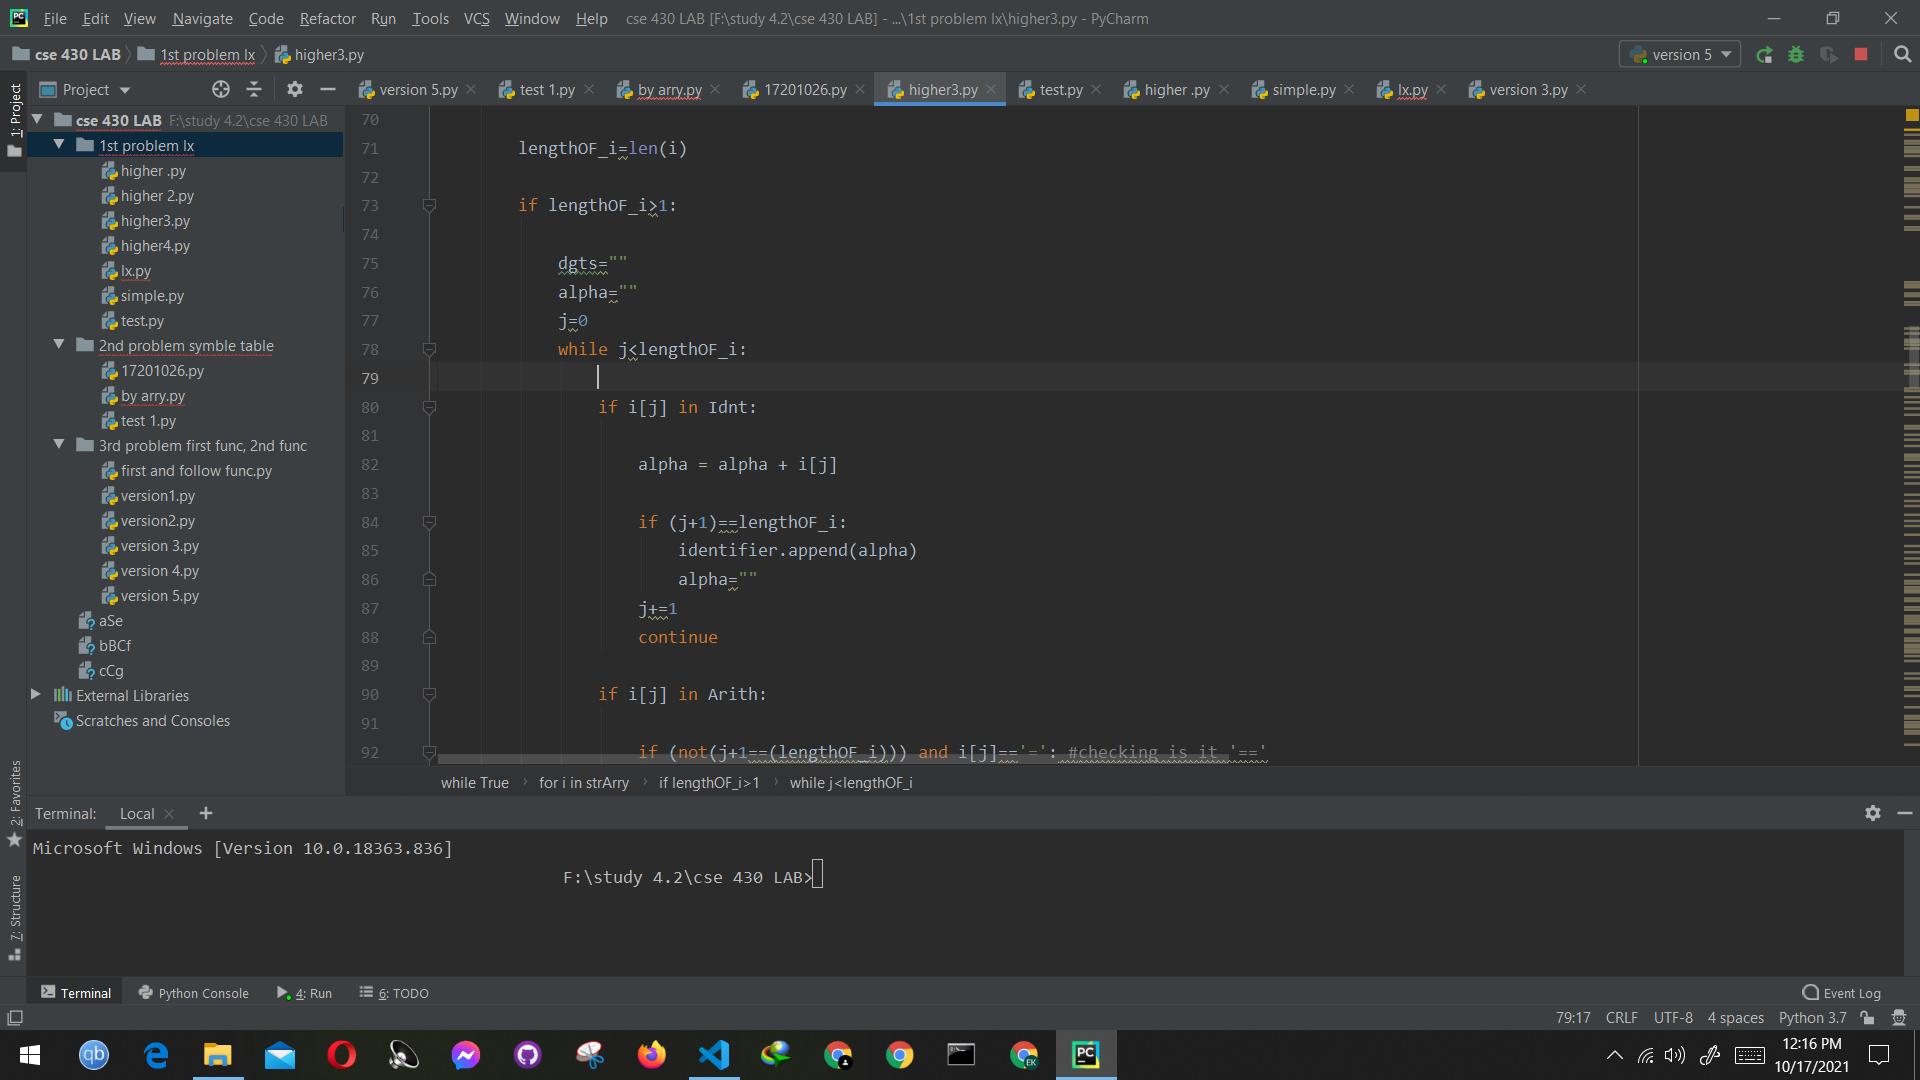 File Edit View Navigate Code Refactor Run Tools VCS Window Help cse 430 LAB [F:\study 4.2\cse 430 LAB] - ...\1st problem lx\higher3.py - PyCharm
cse 430 LAB 1st problem lx higher3.py version 5
Project
version 5.py test 1.py by arry.py 17201026.py higher3.py test.py higher .py simple.py lx.py version 3.py
1: Project
cse 430 LAB F:\study 4.2\cse 430 LAB
1st problem lx
higher .py
higher 2.py
higher3.py
higher4.py
lx.py
simple.py
test.py
2nd problem symble table
17201026.py
by arry.py
test 1.py
3rd problem first func, 2nd func
first and follow func.py
version1.py
version2.py
version 3.py
version 4.py
version 5.py
aSe
bBCf
cCg
External Libraries
Scratches and Consoles
2: Favorites
7: Structure
70
71 lengthOF_i=len(i)
72
73 if lengthOF_i>1:
74
75 dgts=""
76 alpha=""
77 j=0
78 while j<lengthOF_i:
79
80 if i[j] in Idnt:
81
82 alpha = alpha + i[j]
83
84 if (j+1)==lengthOF_i:
85 identifier.append(alpha)
86 alpha=""
87 j+=1
88 continue
89
90 if i[j] in Arith:
91
92 if (not(j+1==(lengthOF_i))) and i[j]=='=': #checking is it '=='
while True for i in strArry if lengthOF_i>1 while j<lengthOF_i
Terminal: Local +
Microsoft Windows [Version 10.0.18363.836]
F:\study 4.2\cse 430 LAB>
Terminal Python Console 4: Run 6: TODO Event Log
79:17 CRLF UTF-8 4 spaces Python 3.7
qb EK PC
12:16 PM
10/17/2021